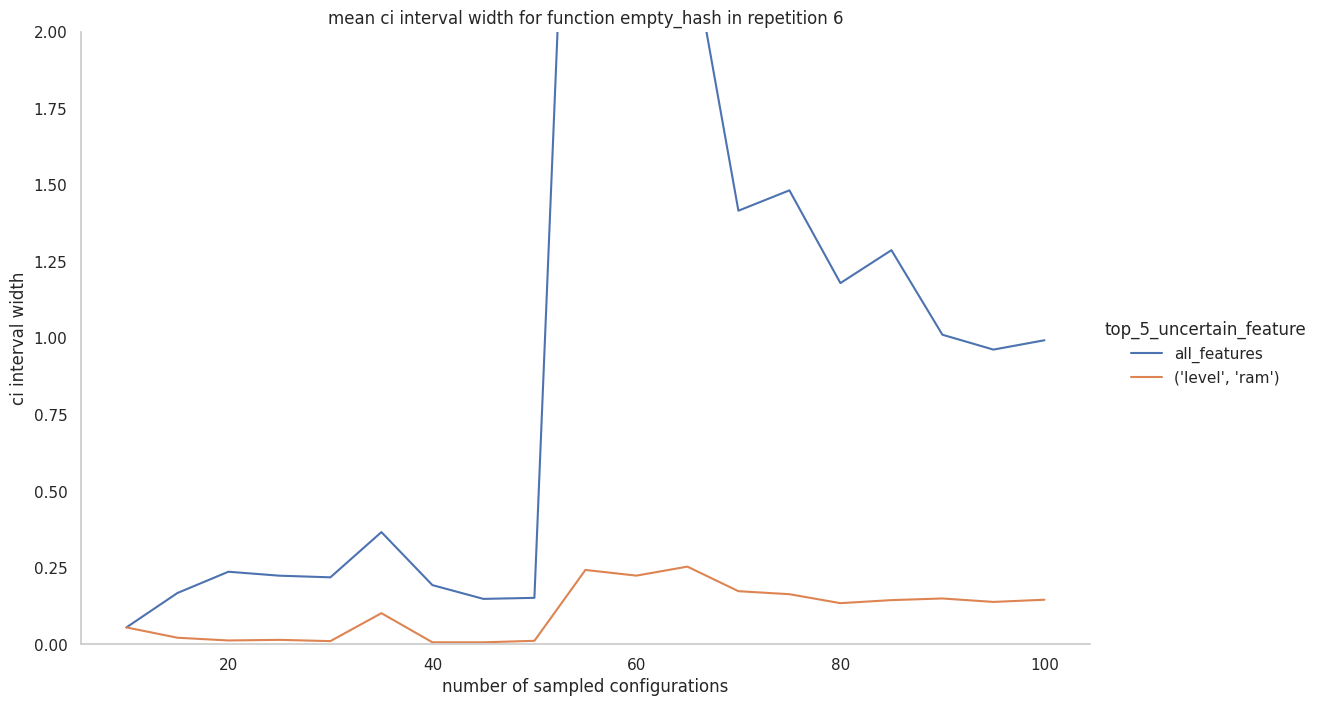 mean ci interval width for function empty_hash in repetition 6
2.00
1.75
1.50
1.25
1.00
0.75
0.50
0.25
0.00
ci interval width
20
40
60
80
100
number of sampled configurations
top_5_uncertain_feature
all_features
('level', 'ram')